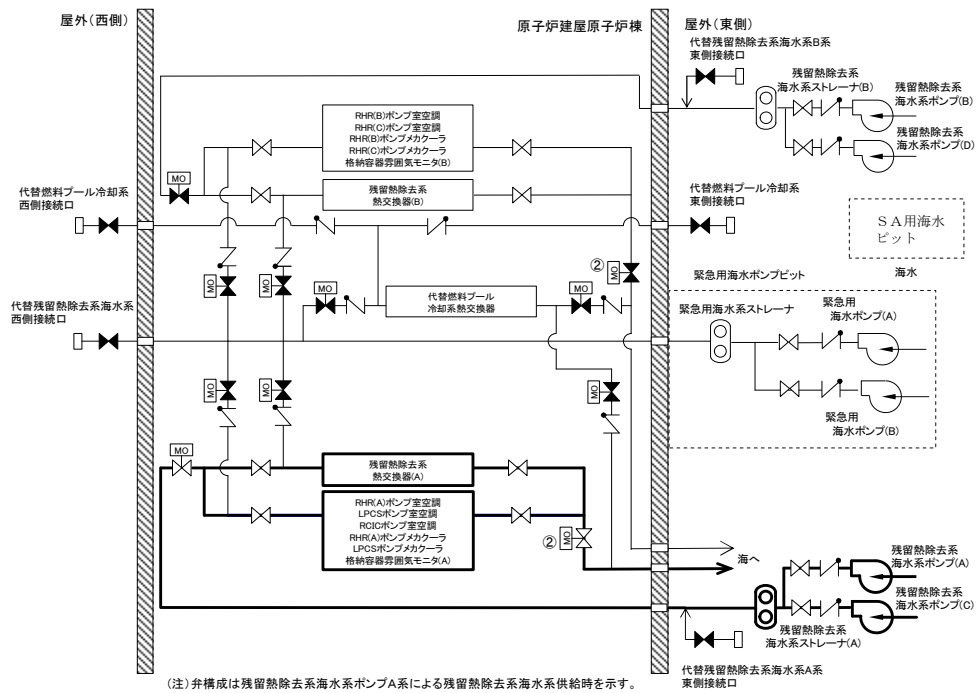 屋外(西側)
原子炉建屋原子炉棟
屋外(東側)
代替残留熱除去系海水系B系
東側接続口
残留熱除去系
海水系ストレーナ(B)
残留熱除去系
海水系ポンプ(B)
残留熱除去系
海水系ポンプ(D)
RHR(B)ポンプ室空調
RHR(C)ポンプ室空調
RHR(B)ポンプメカクーラ
RHR(C)ポンプメカクーラ
格納容器雰囲気モニタ(B)
MO
残留熱除去系
熱交換器(B)
代替燃料プール冷却系
西側接続口
代替燃料プール冷却系
東側接続口
SA用海水
ピット
海水
②
MO
MO
MO
緊急用海水ポンプピット
MO
代替燃料プール
冷却系熱交換器
MO
代替残留熱除去系海水系
西側接続口
緊急用海水系ストレーナ
緊急用
海水ポンプ(A)
MO
MO
MO
緊急用
海水ポンプ(B)
MO
残留熱除去系
熱交換器(A)
RHR(A)ポンプ室空調
LPCSポンプ室空調
RCICポンプ室空調
RHR(A)ポンプメカクーラ
LPCSポンプメカクーラ
格納容器雰囲気モニタ(A)
②
MO
海へ
残留熱除去系
海水系ポンプ(A)
残留熱除去系
海水系ポンプ(C)
残留熱除去系
海水系ストレーナ(A)
代替残留熱除去系海水系A系
東側接続口
(注)弁構成は残留熱除去系海水系ポンプA系による残留熱除去系海水系供給時を示す。